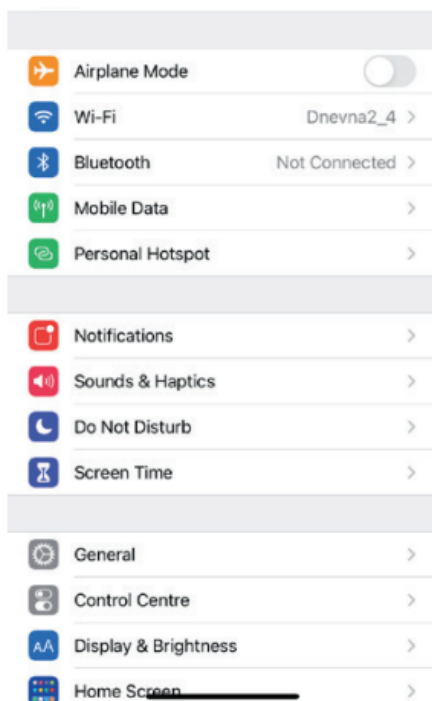 Airplane Mode
Wi-Fi Dnevna2_4
Bluetooth Not Connected
Mobile Data
Personal Hotspot
Notifications
Sounds & Haptics
Do Not Disturb
Screen Time
General
Control Centre
AA Display & Brightness
Home Screen